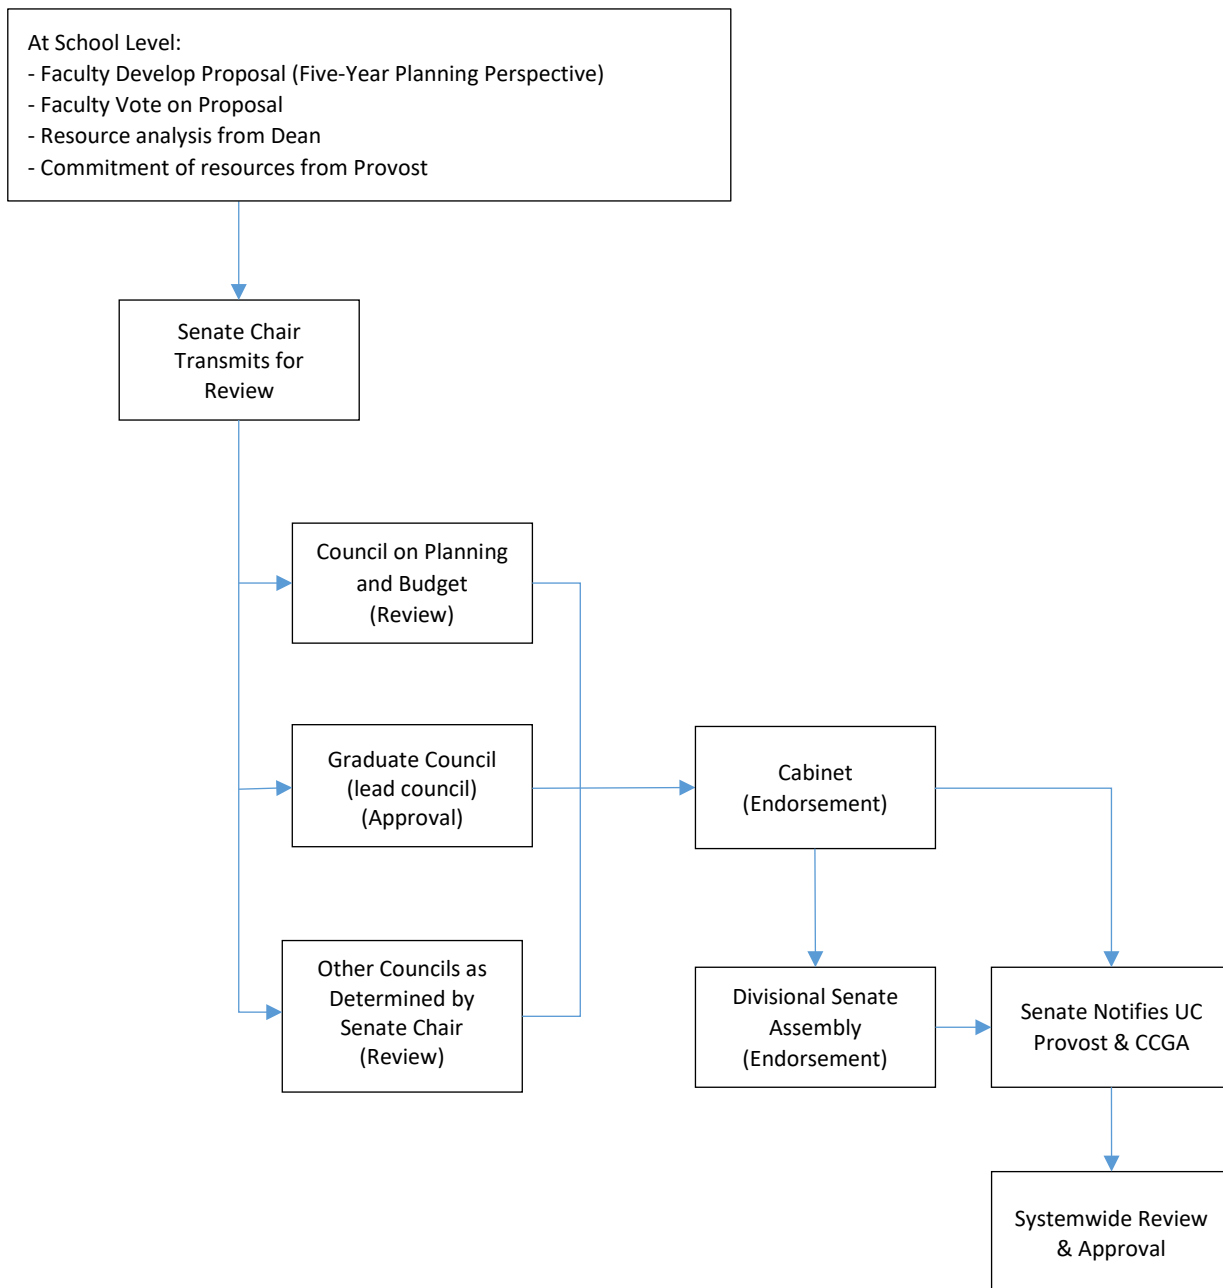 At School Level:
- Faculty Develop Proposal (Five-Year Planning Perspective)
- Faculty Vote on Proposal
- Resource analysis from Dean
- Commitment of resources from Provost
Senate Chair
Transmits for
Review
Council on Planning
and Budget
(Review)
Graduate Council
(lead council)
(Approval)
Cabinet
(Endorsement)
Other Councils as
Determined by
Senate Chair
(Review)
Divisional Senate
Assembly
(Endorsement)
Senate Notifies UC
Provost & CCGA
Systemwide Review
& Approval